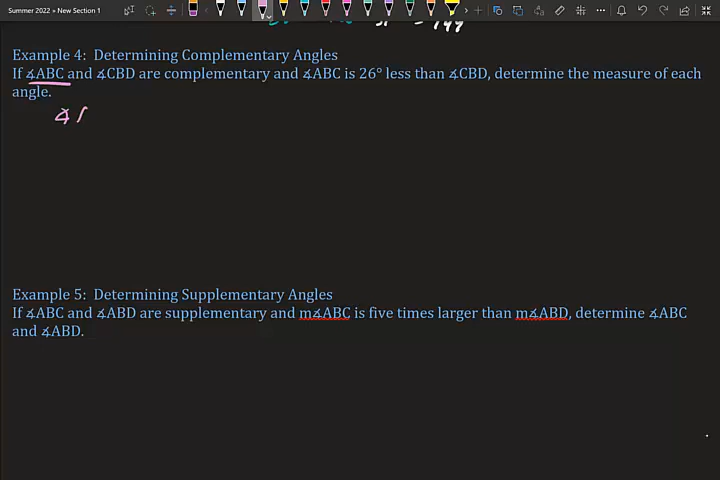 Summer 2022 » New Section 1
Example 4: Determining Complementary Angles
If ∡ABC and ∡CBD are complementary and ∡ABC is 26° less than ∡CBD, determine the measure of each
angle.
∡
Example 5: Determining Supplementary Angles
If ∡ABC and ∡ABD are supplementary and m∡ABC is five times larger than m∡ABD, determine ∡ABC
and ∡ABD.